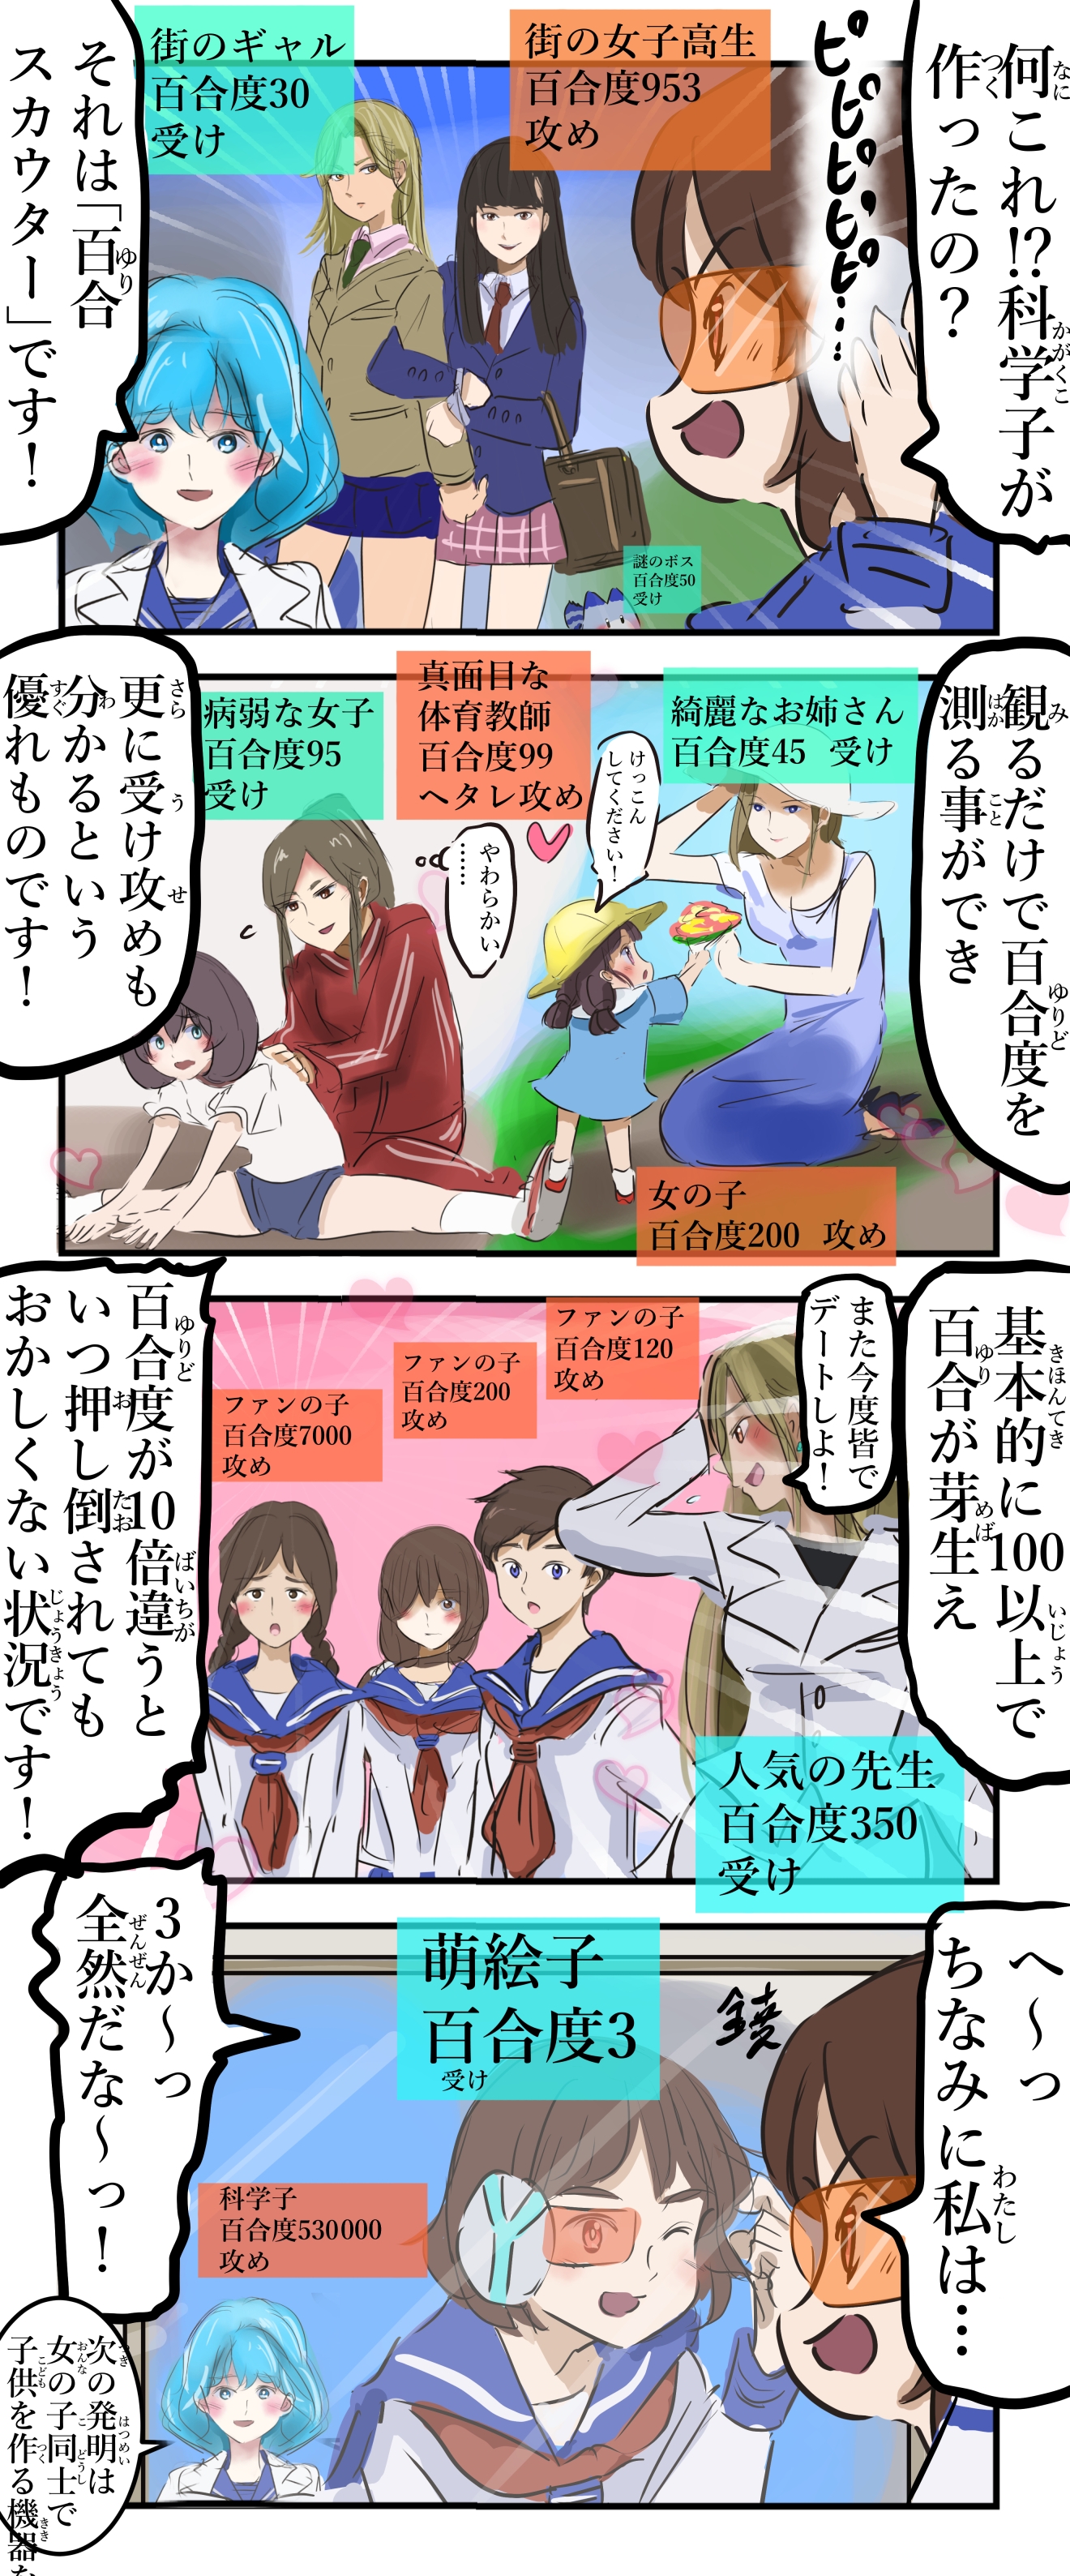 何これ!?科学子が
作ったの?
ピピピピピ…
街の女子高生
百合度953
攻め
街のギャル
百合度30
受け
謎のボス
百合度50
受け
それは「百合
スカウター」です!
観るだけで百合度を
測る事ができ
綺麗なお姉さん
百合度45 受け
けっこん
してください!
女の子
百合度200 攻め
真面目な
体育教師
百合度99
ヘタレ攻め
やわらかい
……
病弱な女子
百合度95
受け
更に受け攻めも
分かるという
優れものです!
基本的に100以上で
百合が芽生え
また今度皆で
デートしよ!
人気の先生
百合度350
受け
ファンの子
百合度120
攻め
ファンの子
百合度200
攻め
ファンの子
百合度7000
攻め
百合度が10倍違うと
いつ押し倒されても
おかしくない状況です!
へ〜っ
ちなみに私は…
鏡
萌絵子
百合度3
受け
科学子
百合度530000
攻め
3か〜っ
全然だな〜っ!
次の発明は
女の子同士で
子供を作る機器を